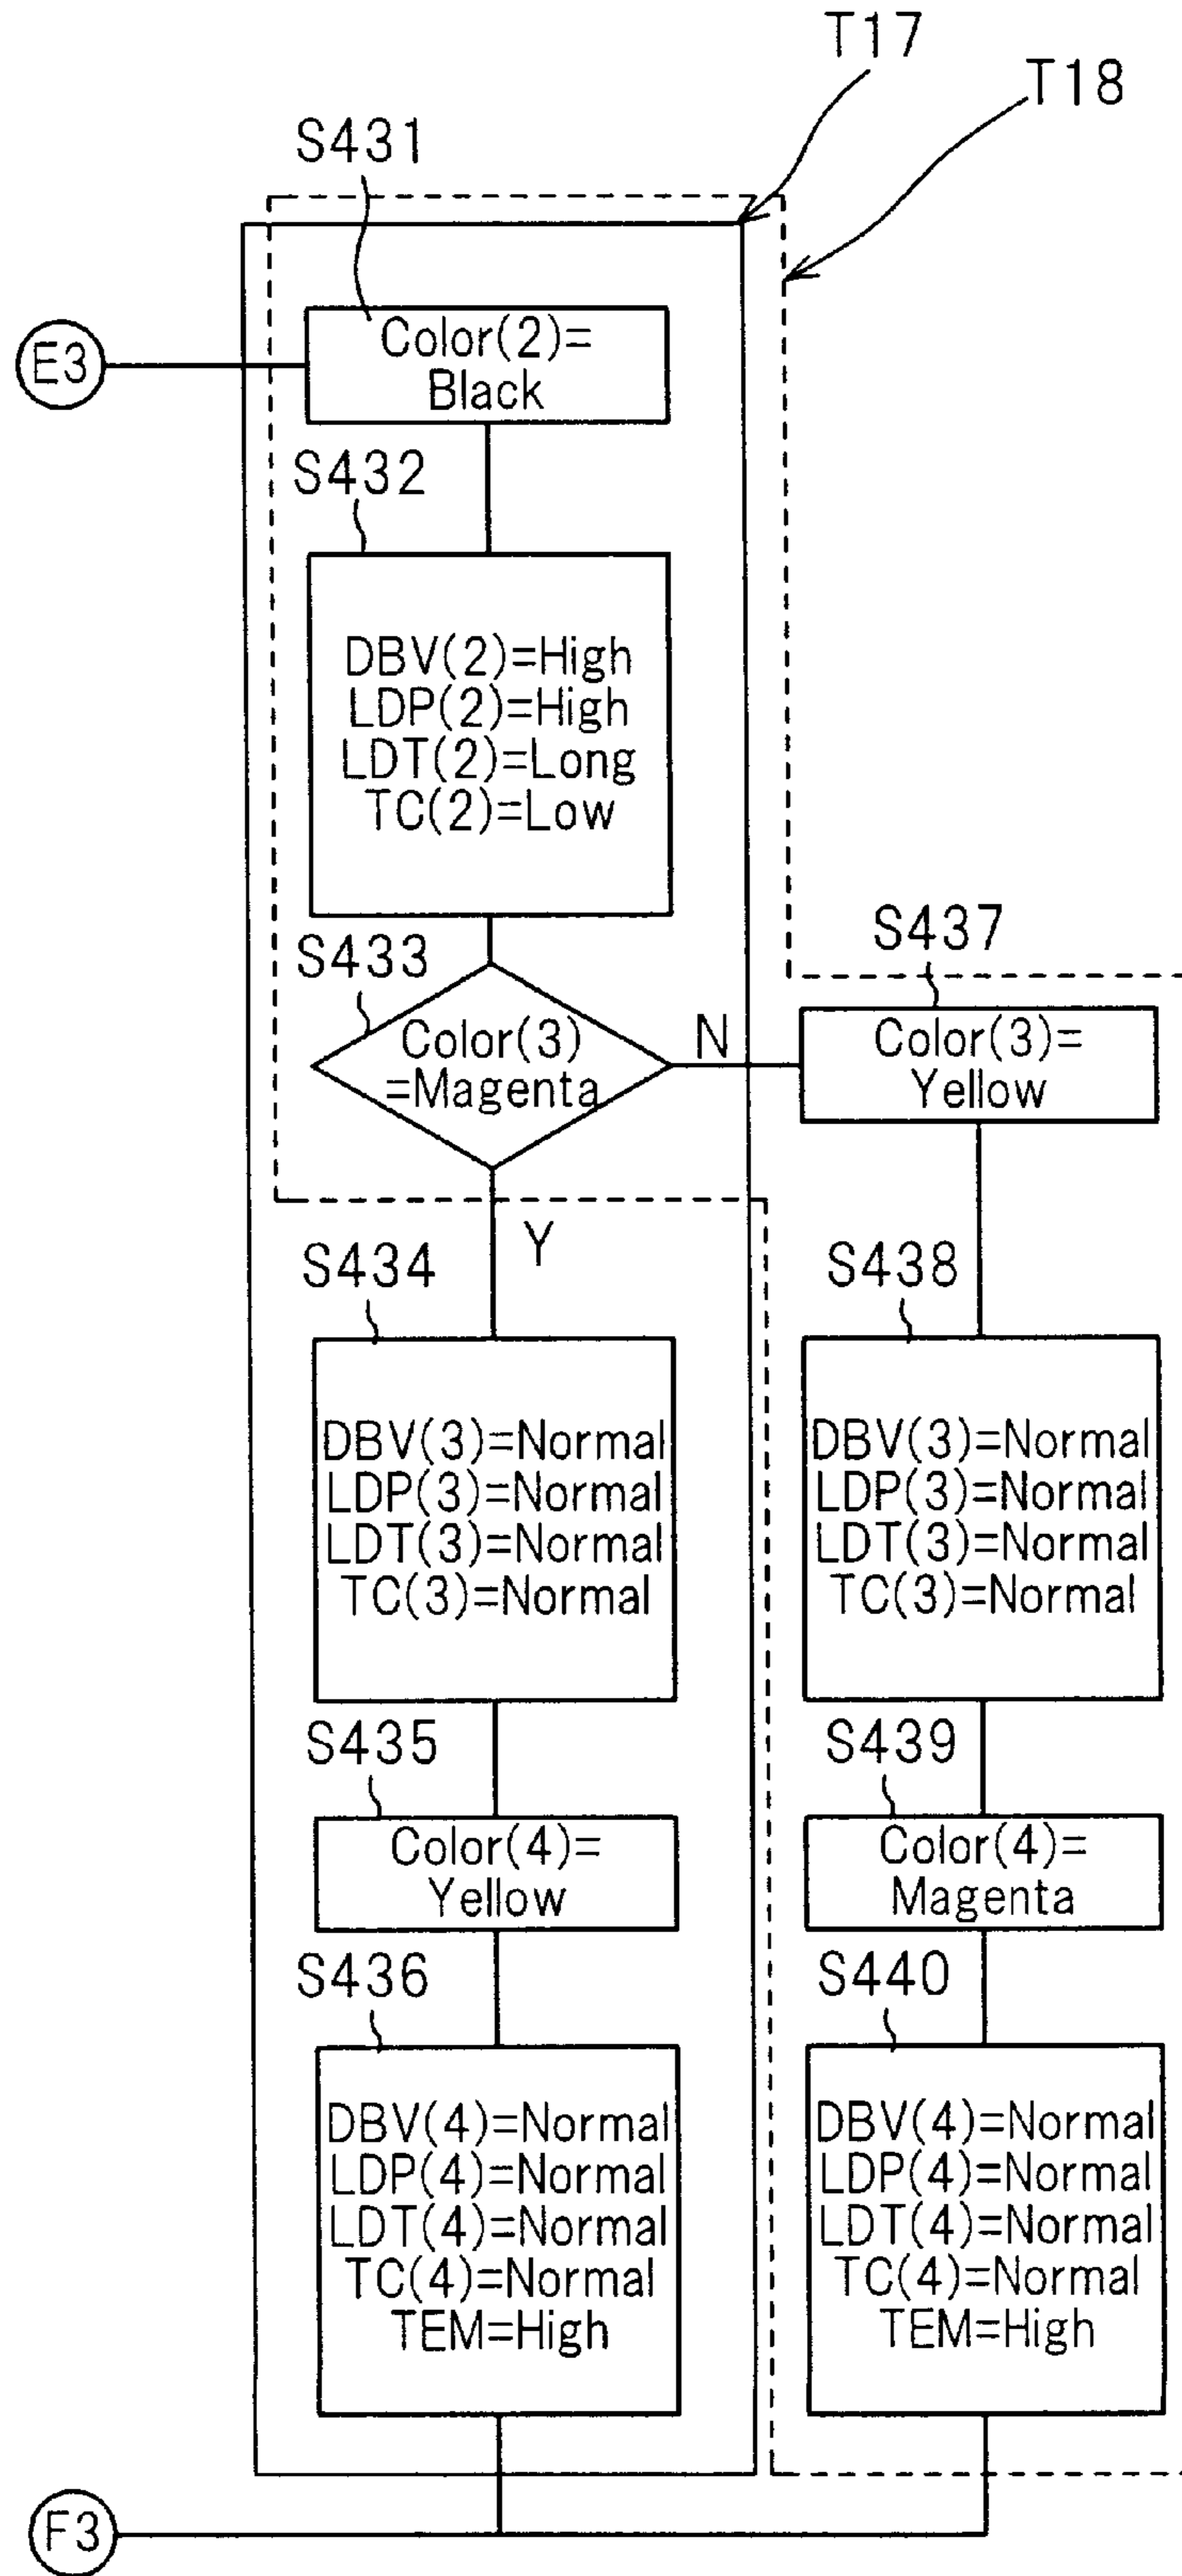 T17
T18
S431
E3
Color(2)=
Black
S432
DBV(2)=High
LDP(2)=High
LDT(2)=Long
TC(2)=Low
S433
Color(3)
=Magenta
N
Y
S437
Color(3)=
Yellow
S434
DBV(3)=Normal
LDP(3)=Normal
LDT(3)=Normal
TC(3)=Normal
S438
DBV(3)=Normal
LDP(3)=Normal
LDT(3)=Normal
TC(3)=Normal
S435
Color(4)=
Yellow
S439
Color(4)=
Magenta
S436
DBV(4)=Normal
LDP(4)=Normal
LDT(4)=Normal
TC(4)=Normal
TEM=High
S440
DBV(4)=Normal
LDP(4)=Normal
LDT(4)=Normal
TC(4)=Normal
TEM=High
F3